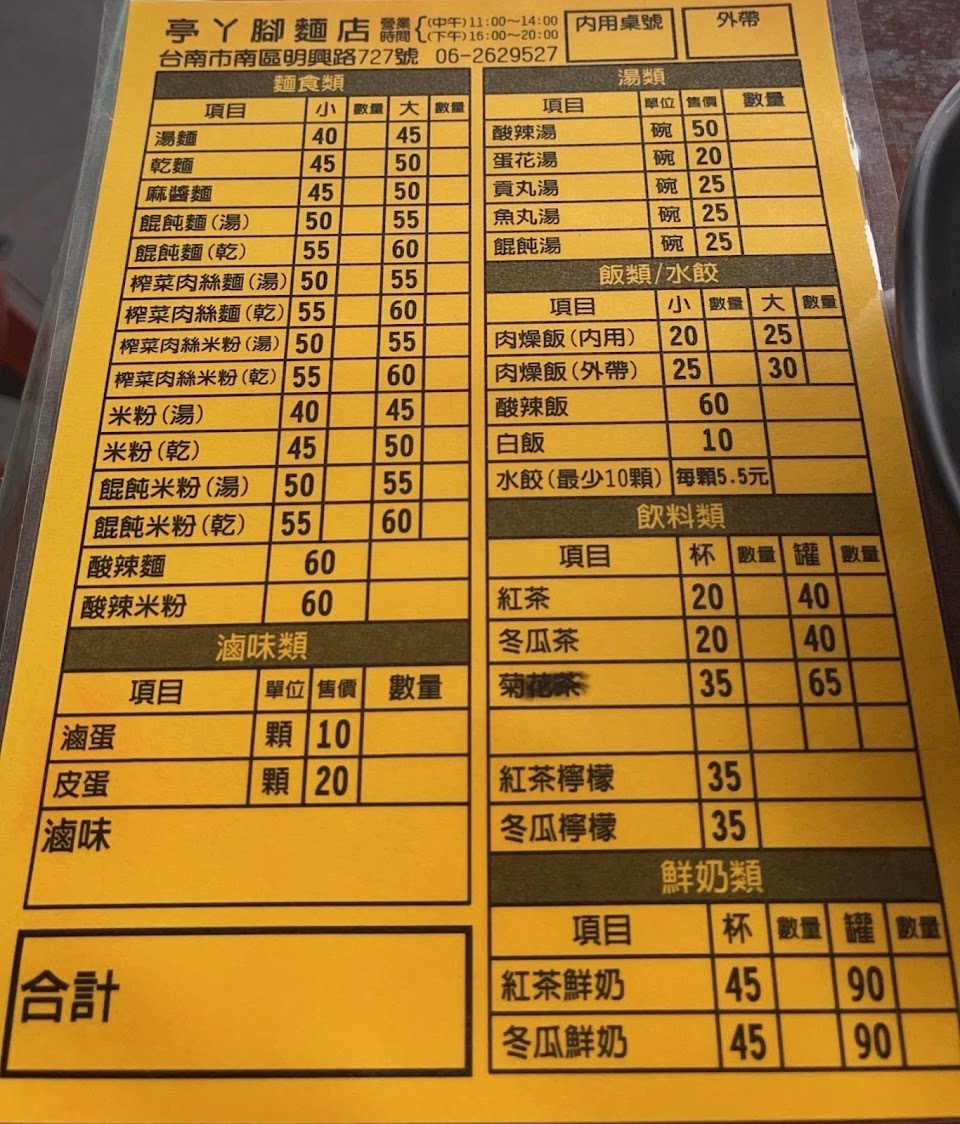 亭丫腳麵店 營業時間 (中午)11:00～14:00 (下午)16:00～20:00 內用桌號 外帶
台南市南區明興路727號 06-2629527
麵食類
項目 小 數量 大 數量
湯麵 40 45
乾麵 45 50
麻醬麵 45 50
餛飩麵(湯) 50 55
餛飩麵(乾) 55 60
榨菜肉絲麵(湯) 50 55
榨菜肉絲麵(乾) 55 60
榨菜肉絲米粉(湯) 50 55
榨菜肉絲米粉(乾) 55 60
米粉(湯) 40 45
米粉(乾) 45 50
餛飩米粉(湯) 50 55
餛飩米粉(乾) 55 60
酸辣麵 60
酸辣米粉 60
滷味類
項目 單位 售價 數量
滷蛋 顆 10
皮蛋 顆 20
滷味
合計
湯類
項目 單位 售價 數量
酸辣湯 碗 50
蛋花湯 碗 20
貢丸湯 碗 25
魚丸湯 碗 25
餛飩湯 碗 25
飯類/水餃
項目 小 數量 大 數量
肉燥飯(內用) 20 25
肉燥飯(外帶) 25 30
酸辣飯 60
白飯 10
水餃(最少10顆) 每顆5.5元
飲料類
項目 杯 數量 罐 數量
紅茶 20 40
冬瓜茶 20 40
菊花茶 35 65
紅茶檸檬 35
冬瓜檸檬 35
鮮奶類
項目 杯 數量 罐 數量
紅茶鮮奶 45 90
冬瓜鮮奶 45 90